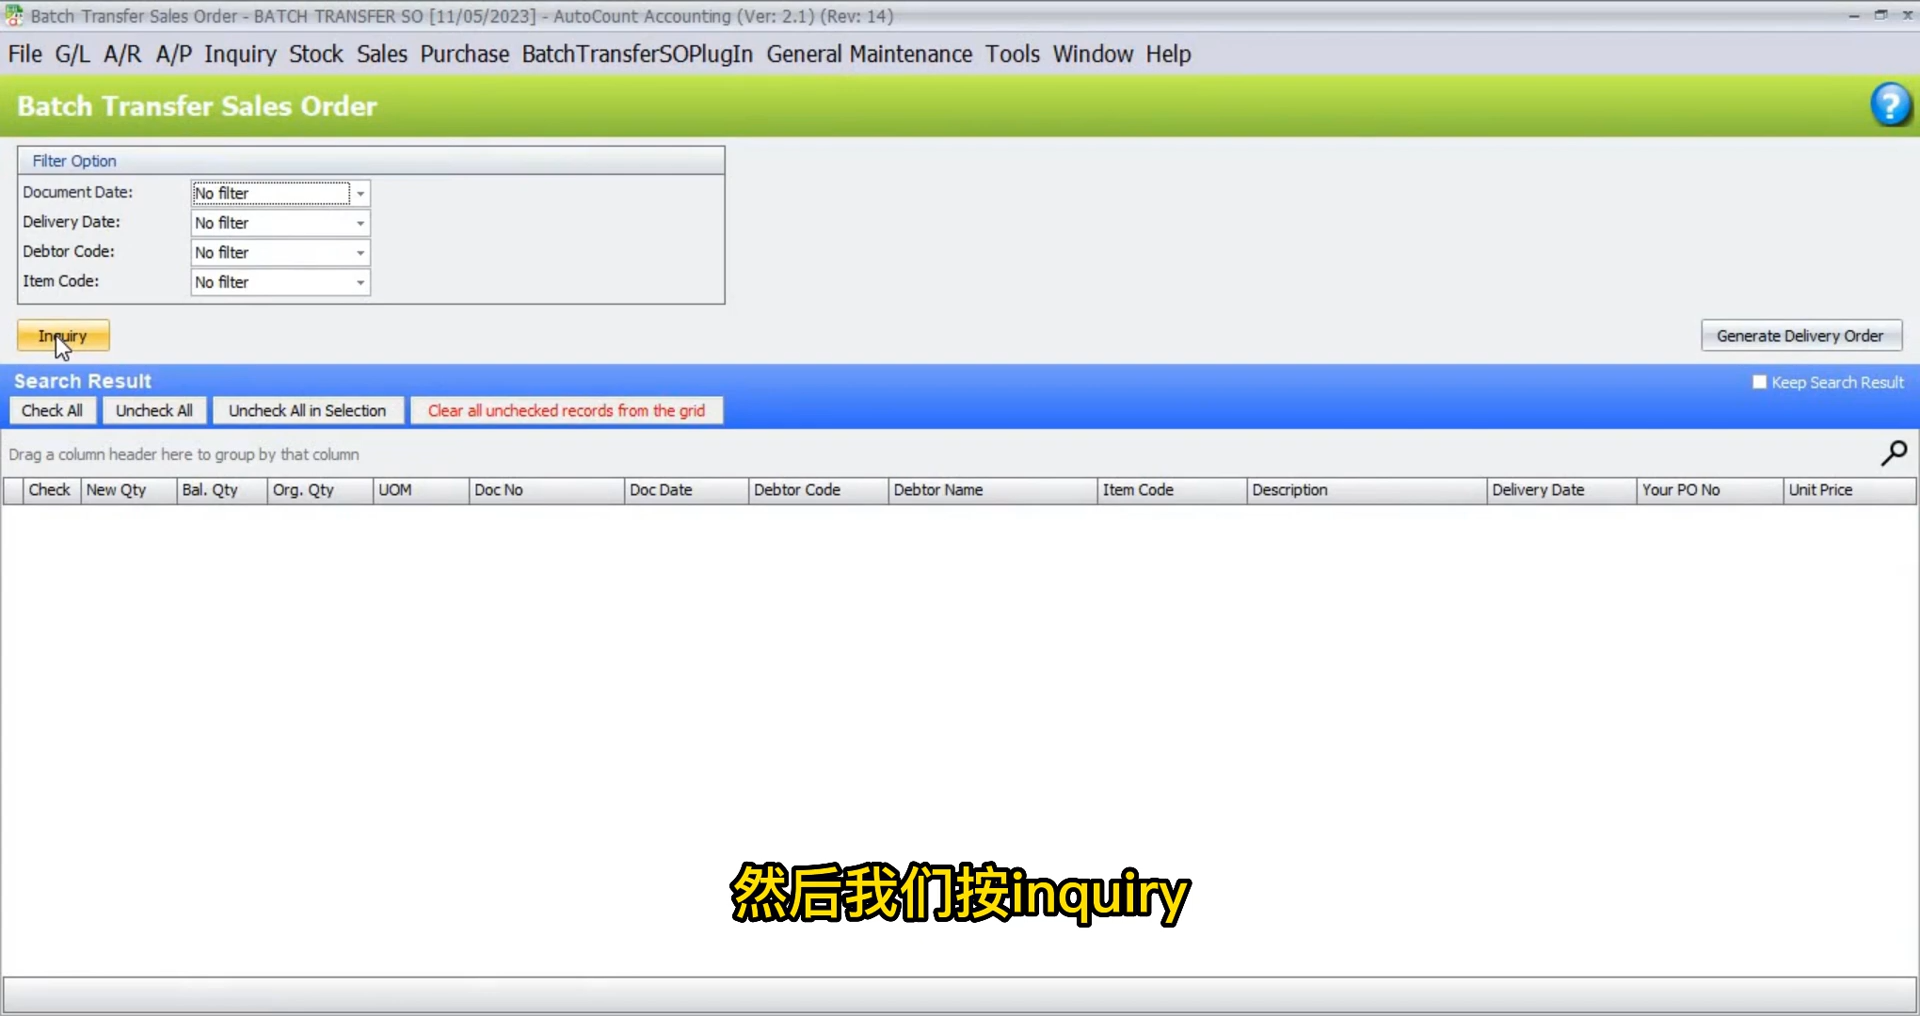 Batch Transfer Sales Order - BATCH TRANSFER SO [11/05/2023] - AutoCount Accounting (Ver: 2.1) (Rev: 14)
File G/L A/R A/P Inquiry Stock Sales Purchase BatchTransferSOPlugIn General Maintenance Tools Window Help
Batch Transfer Sales Order
?
Filter Option
Document Date: No filter
Delivery Date: No filter
Debtor Code: No filter
Item Code: No filter
Inquiry Generate Delivery Order
Search Result Keep Search Result
Check All Uncheck All Uncheck All in Selection Clear all unchecked records from the grid
Drag a column header here to group by that column
Check New Qty Bal. Qty Org. Qty UOM Doc No Doc Date Debtor Code Debtor Name Item Code Description Delivery Date Your PO No Unit Price
然后我们按inquiry